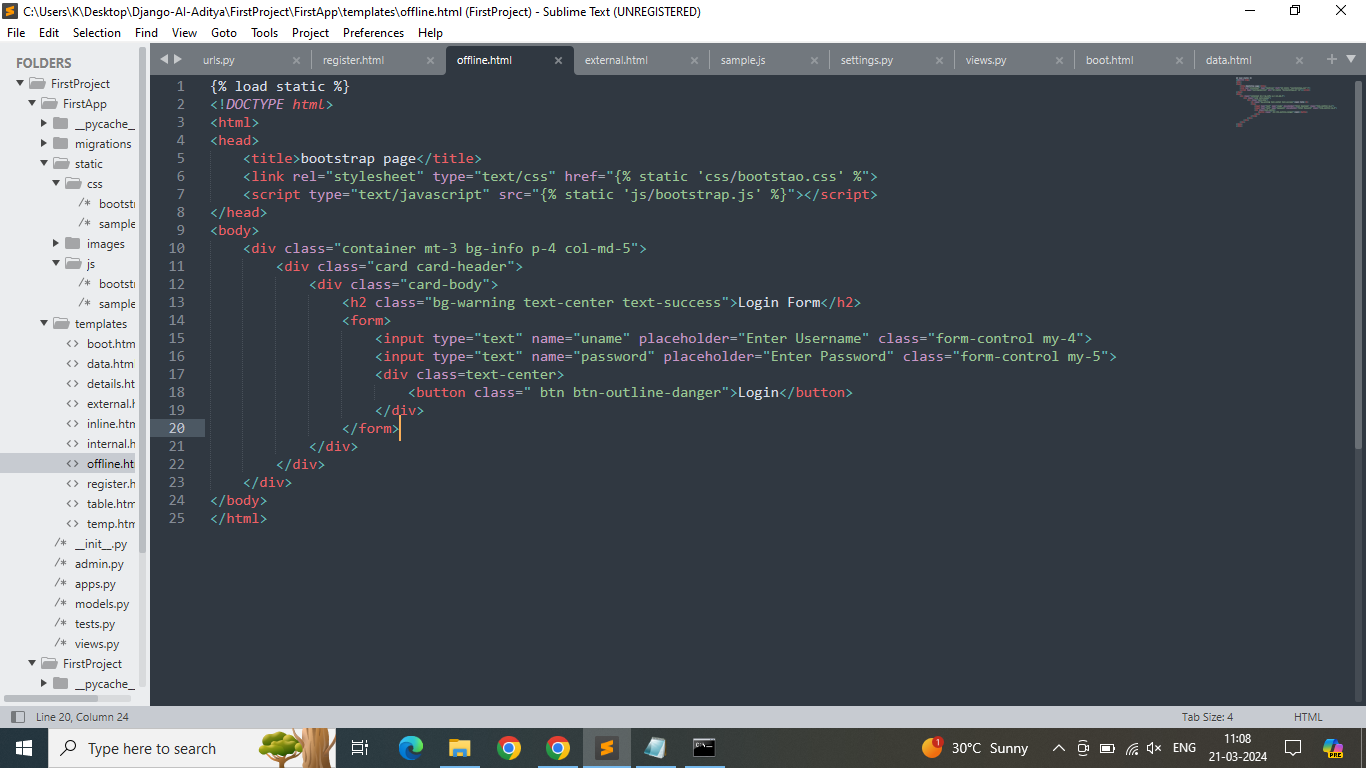 C:\Users\K\Desktop\Django-Al-Aditya\FirstProject\FirstApp\templates\offline.html (FirstProject) - Sublime Text (UNREGISTERED)
File Edit Selection Find View Goto Tools Project Preferences Help
FOLDERS
FirstProject
FirstApp
__pycache_
migrations
static
css
/* bootst
/* sample
images
js
/* bootst
/* sample
templates
<> boot.htm
<> data.htm
<> details.ht
<> external.h
<> inline.htm
<> internal.h
<> offline.ht
<> register.h
<> table.htm
<> temp.htm
/* __init__.py
/* admin.py
/* apps.py
/* models.py
/* tests.py
/* views.py
FirstProject
__pycache_
urls.py register.html offline.html external.html sample.js settings.py views.py boot.html data.html
1 {% load static %}
2 <!DOCTYPE html>
3 <html>
4 <head>
5     <title>bootstrap page</title>
6     <link rel="stylesheet" type="text/css" href="{% static 'css/bootstao.css' %">
7     <script type="text/javascript" src="{% static 'js/bootstrap.js' %}"></script>
8 </head>
9 <body>
10     <div class="container mt-3 bg-info p-4 col-md-5">
11         <div class="card card-header">
12             <div class="card-body">
13                 <h2 class="bg-warning text-center text-success">Login Form</h2>
14                 <form>
15                     <input type="text" name="uname" placeholder="Enter Username" class="form-control my-4">
16                     <input type="text" name="password" placeholder="Enter Password" class="form-control my-5">
17                     <div class=text-center>
18                         <button class=" btn btn-outline-danger">Login</button>
19                     </div>
20                 </form>
21             </div>
22         </div>
23     </div>
24 </body>
25 </html>
Line 20, Column 24 Tab Size: 4 HTML
Type here to search
1 30°C Sunny ENG 11:08
21-03-2024
PRE